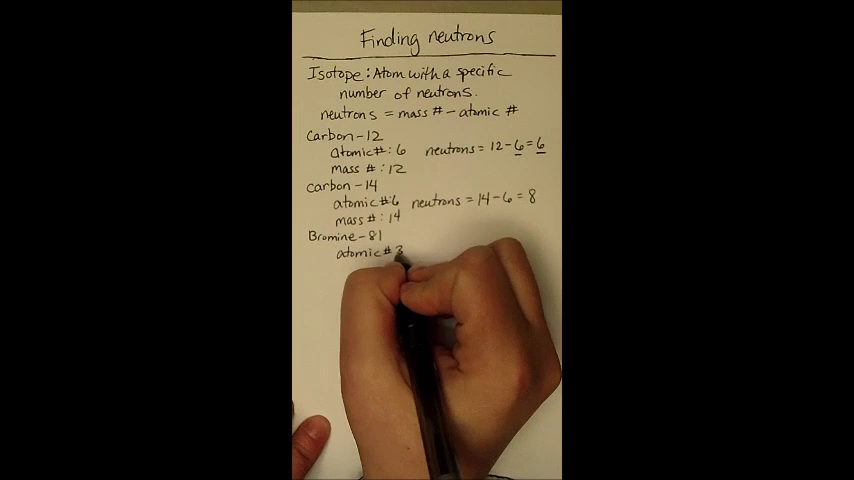 Finding neutrons
Isotope: Atom with a specific
number of neutrons.
neutrons = mass # - atomic #
Carbon-12
atomic #: 6 neutrons = 12-6=6
mass #: 12
Carbon-14
atomic #: 6 neutrons = 14-6=8
mass #: 14
Bromine-81
atomic # 3